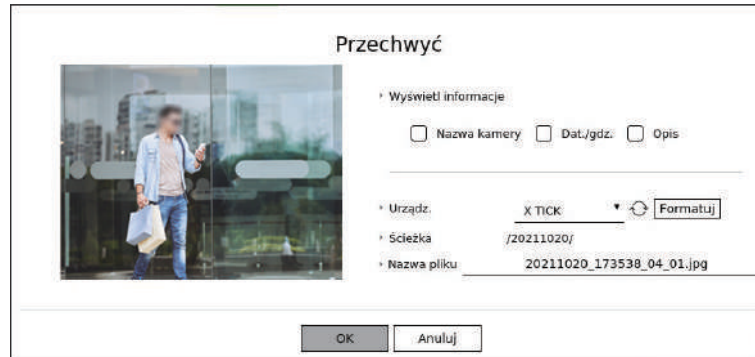 Przechwyć
Wyświetl informacje
Nazwa kamery Dat./gdz. Opis
Urządz. X TICK Formatuj
Ścieżka /20211020/
Nazwa pliku 20211020_173538_04_01.jpg
OK Anuluj